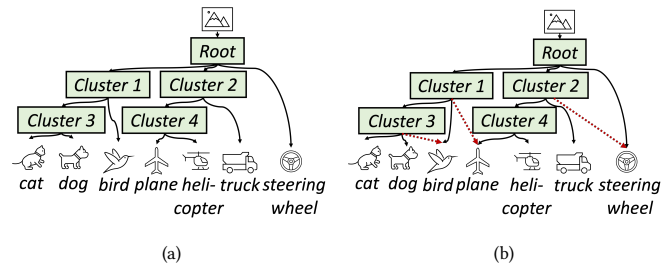 Root
Cluster 1 Cluster 2
Cluster 3 Cluster 4
cat dog bird plane heli- truck steering
copter wheel
(a)
Root
Cluster 1 Cluster 2
Cluster 3 Cluster 4
cat dog bird plane heli- truck steering
copter wheel
(b)